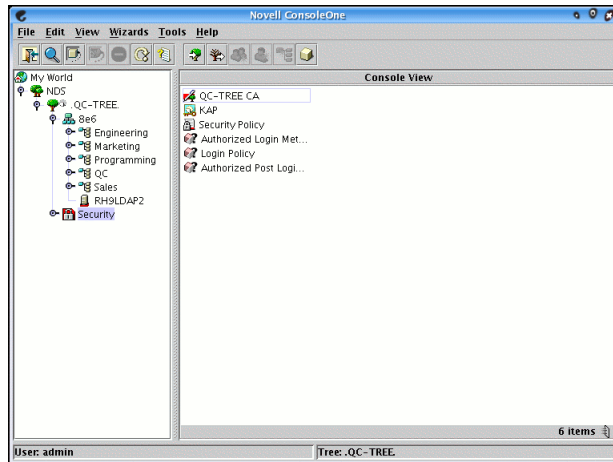 Novell ConsoleOne
File Edit View Wizards Tools Help
My World
NDS
.QC-TREE.
8e6
Engineering
Marketing
Programming
QC
Sales
RH9LDAP2
Security
Console View
QC-TREE CA
KAP
Security Policy
Authorized Login Met...
Login Policy
Authorized Post Logi...
6 items
User: admin
Tree: .QC-TREE.